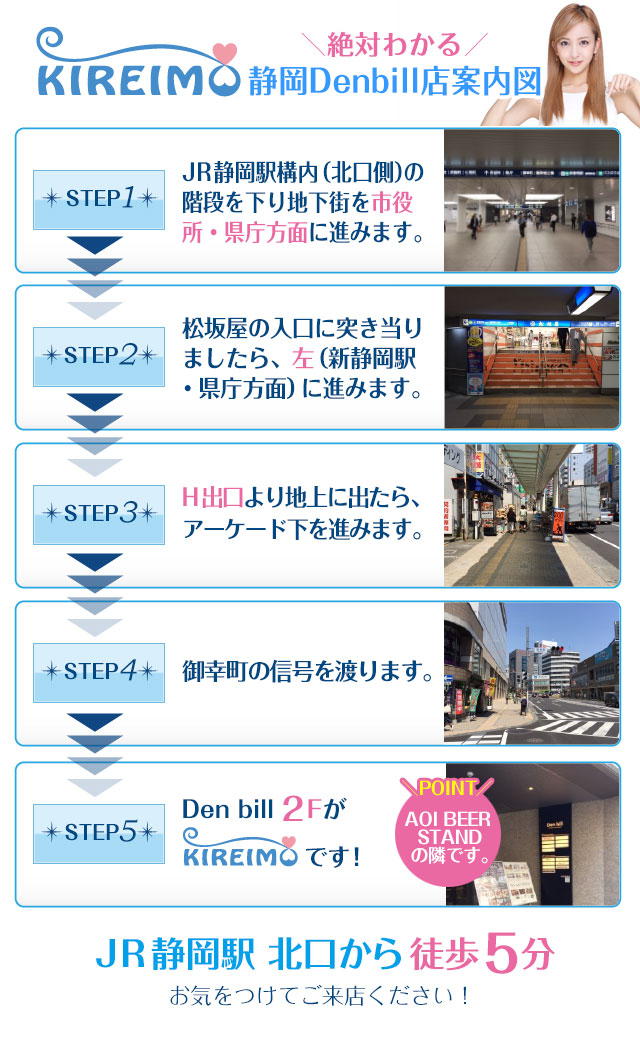 ＼絶対わかる／
KIREIMO 静岡Denbill店案内図
STEP1
JR静岡駅構内(北口側)の
階段を下り地下街を市役
所・県庁方面に進みます。
STEP2
松坂屋の入口に突き当り
ましたら、左(新静岡駅
・県庁方面)に進みます。
STEP3
H出口より地上に出たら、
アーケード下を進みます。
STEP4
御幸町の信号を渡ります。
STEP5
Den bill 2Fが
KIREIMO です!
POINT
AOI BEER
STAND
の隣です。
Den bill
JR静岡駅 北口から徒歩5分
お気をつけてご来店ください!